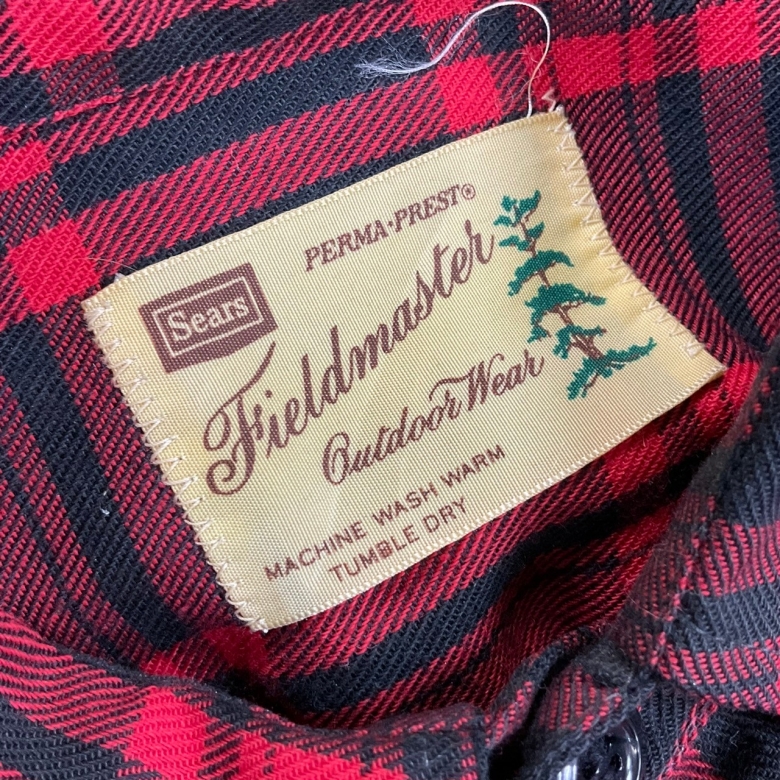 PERMA·PREST®
Sears
Fieldmaster
Outdoor Wear
MACHINE WASH WARM
TUMBLE DRY